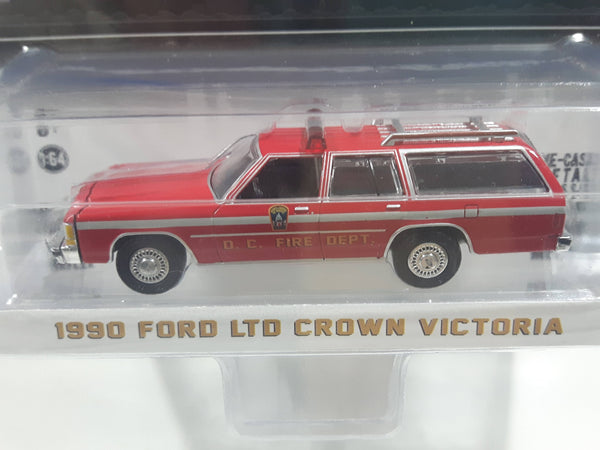 1:64
D. C. FIRE DEPT.
1990 FORD LTD CROWN VICTORIA